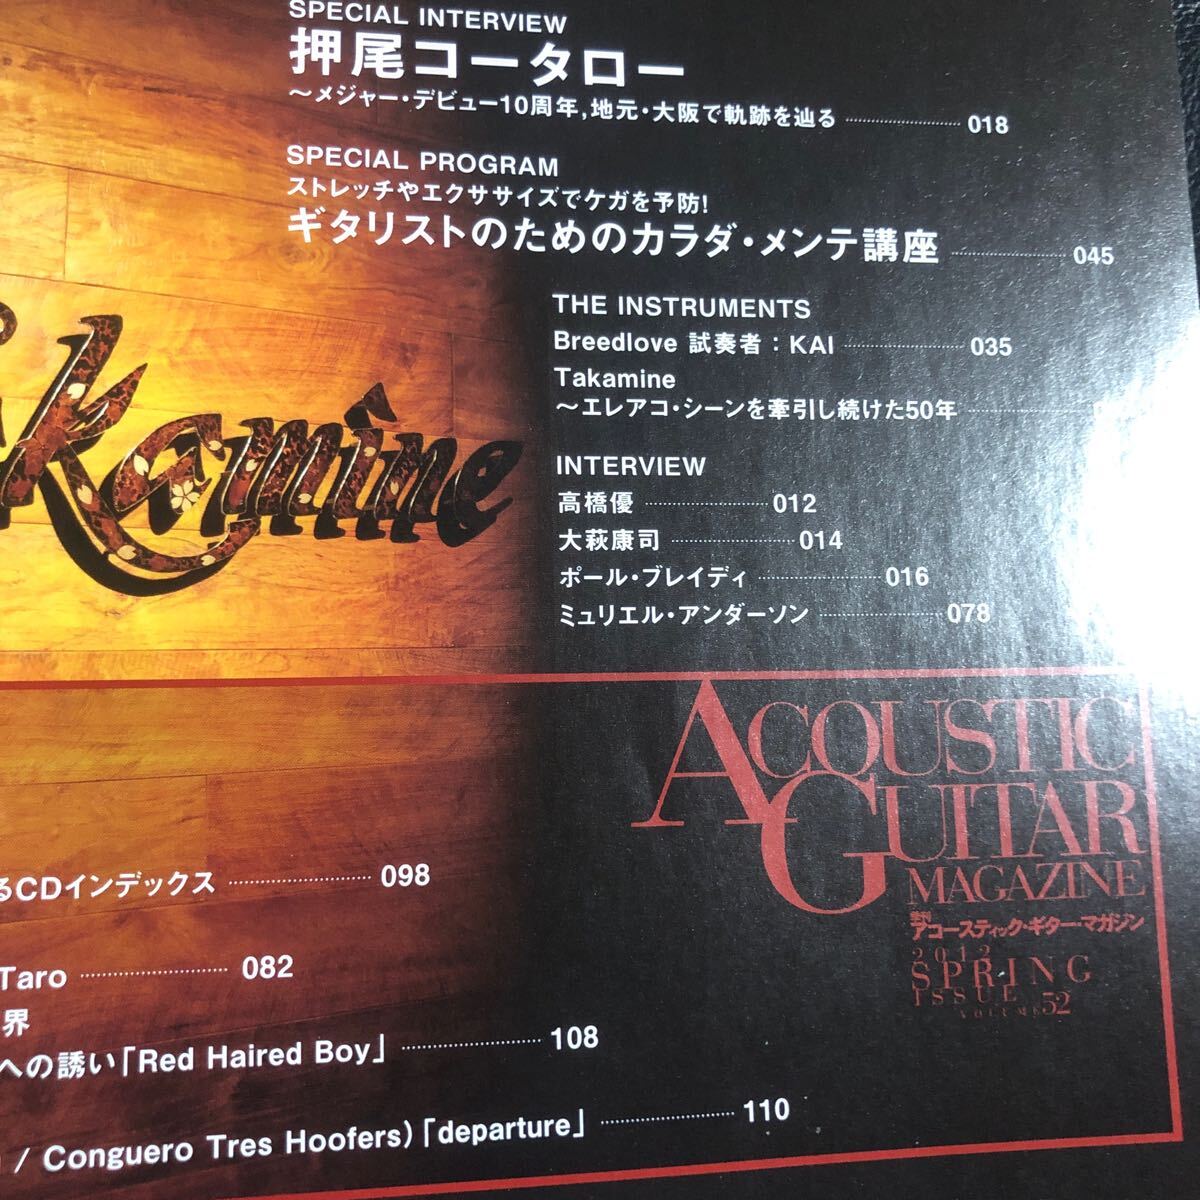 SPECIAL INTERVIEW
押尾コータロー
～メジャー・デビュー10周年,地元・大阪で軌跡を辿る 018
SPECIAL PROGRAM
ストレッチやエクササイズでケガを予防!
ギタリストのためのカラダ・メンテ講座 045
THE INSTRUMENTS
Breedlove 試奏者：KAI 035
Takamine
～エレアコ・シーンを牽引し続けた50年
INTERVIEW
高橋優 012
大萩康司 014
ポール・ブレイディ 016
ミュリエル・アンダーソン 078
kamine
ACOUSTIC
GUITAR
MAGAZINE
季刊
アコースティック・ギター・マガジン
2012
SPRING
ISSUE
VOLUME 52
るCDインデックス 098
Taro 082
界
への誘い「Red Haired Boy」 108
/ Conguero Tres Hoofers)「departure」 110